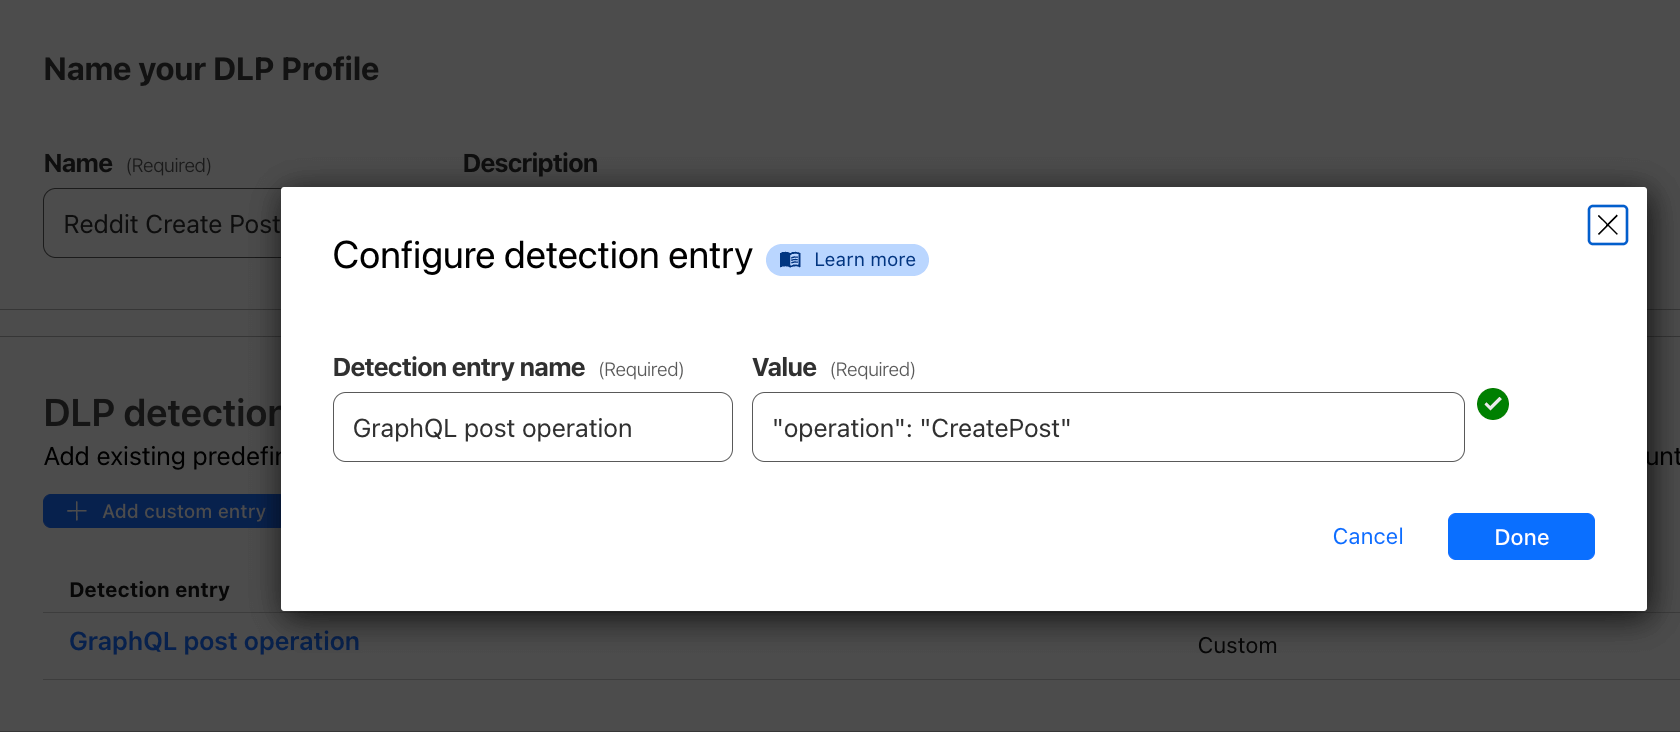 Name your DLP Profile
Name (Required)
Description
Reddit Create Post
Configure detection entry
Learn more
Detection entry name (Required)
Value (Required)
GraphQL post operation
"operation": "CreatePost"
Cancel
Done
DLP detection
Add existing predefin
unt
Add custom entry
Detection entry
GraphQL post operation
Custom